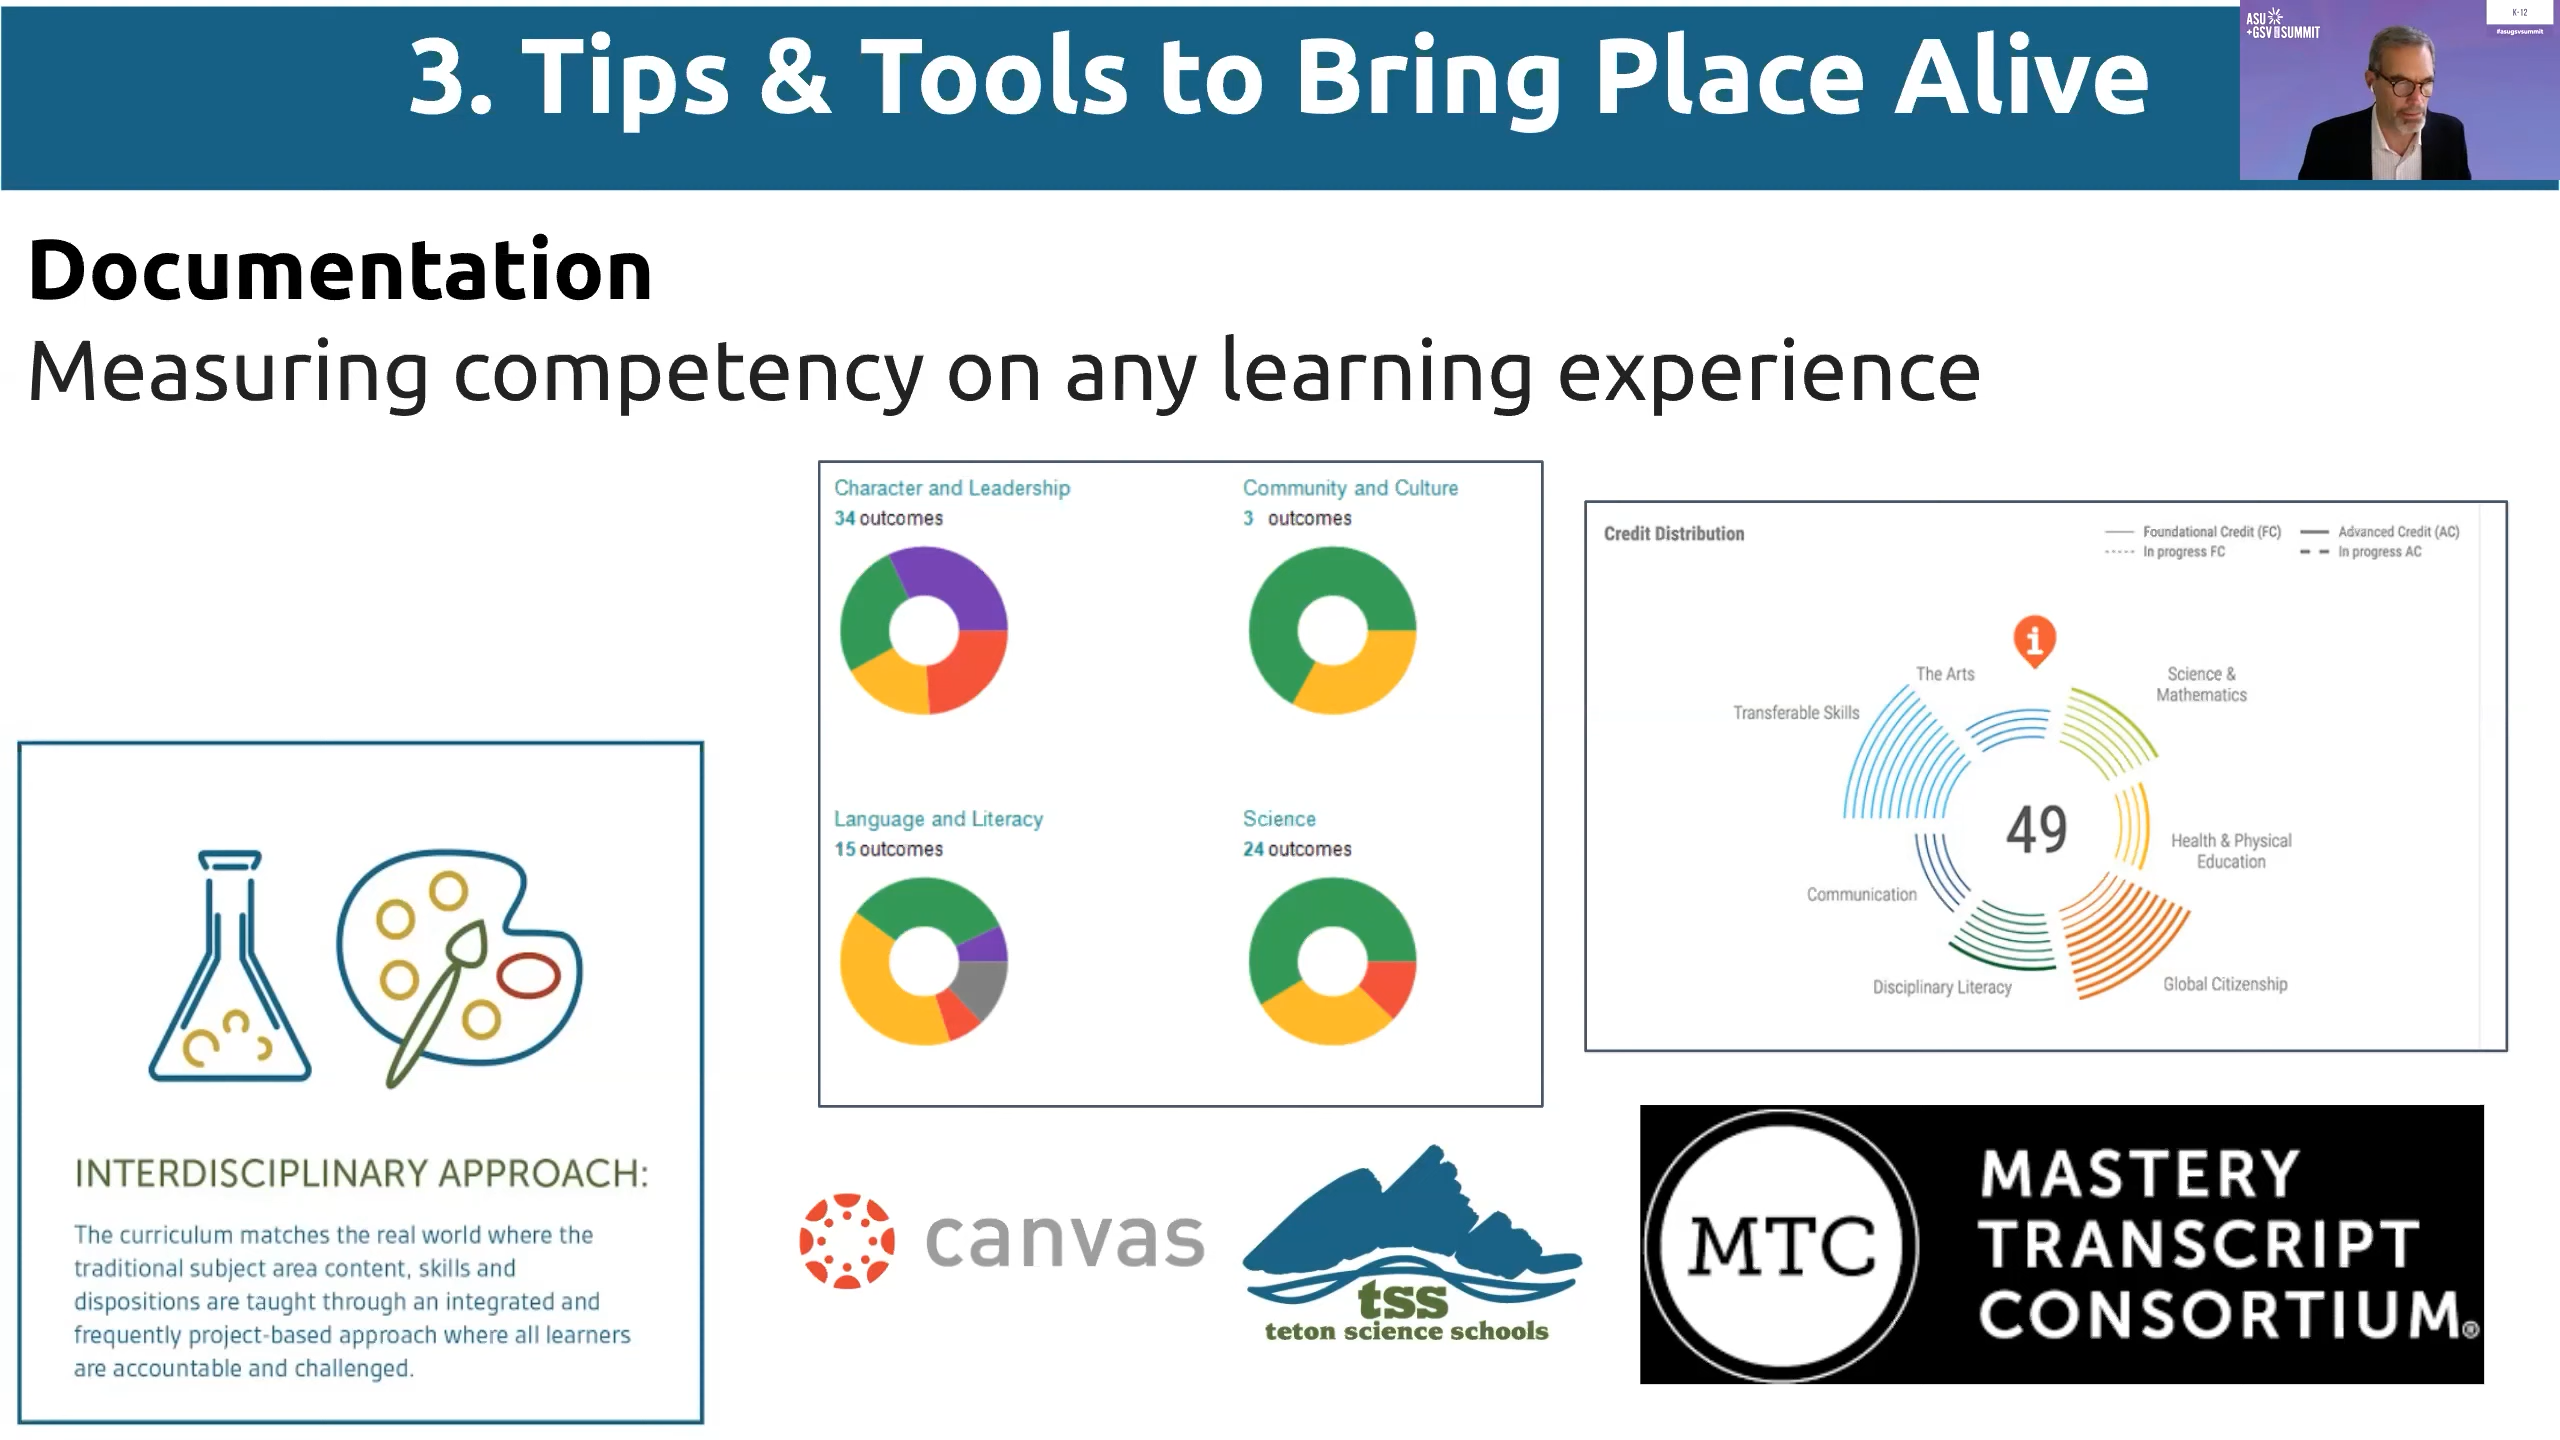 3. Tips & Tools to Bring Place Alive
ASU
+GSV SUMMIT
K-12
#asugsvsummit
Documentation
Measuring competency on any learning experience
INTERDISCIPLINARY APPROACH:
The curriculum matches the real world where the
traditional subject area content, skills and
dispositions are taught through an integrated and
frequently project-based approach where all learners
are accountable and challenged.
Character and Leadership
34 outcomes
Community and Culture
3 outcomes
Language and Literacy
15 outcomes
Science
24 outcomes
canvas
tss
teton science schools
Credit Distribution
Foundational Credit (FC)
Advanced Credit (AC)
In progress FC
In progress AC
i
The Arts
Science &
Mathematics
Transferable Skills
49
Health & Physical
Education
Communication
Disciplinary Literacy
Global Citizenship
MTC
MASTERY
TRANSCRIPT
CONSORTIUM®